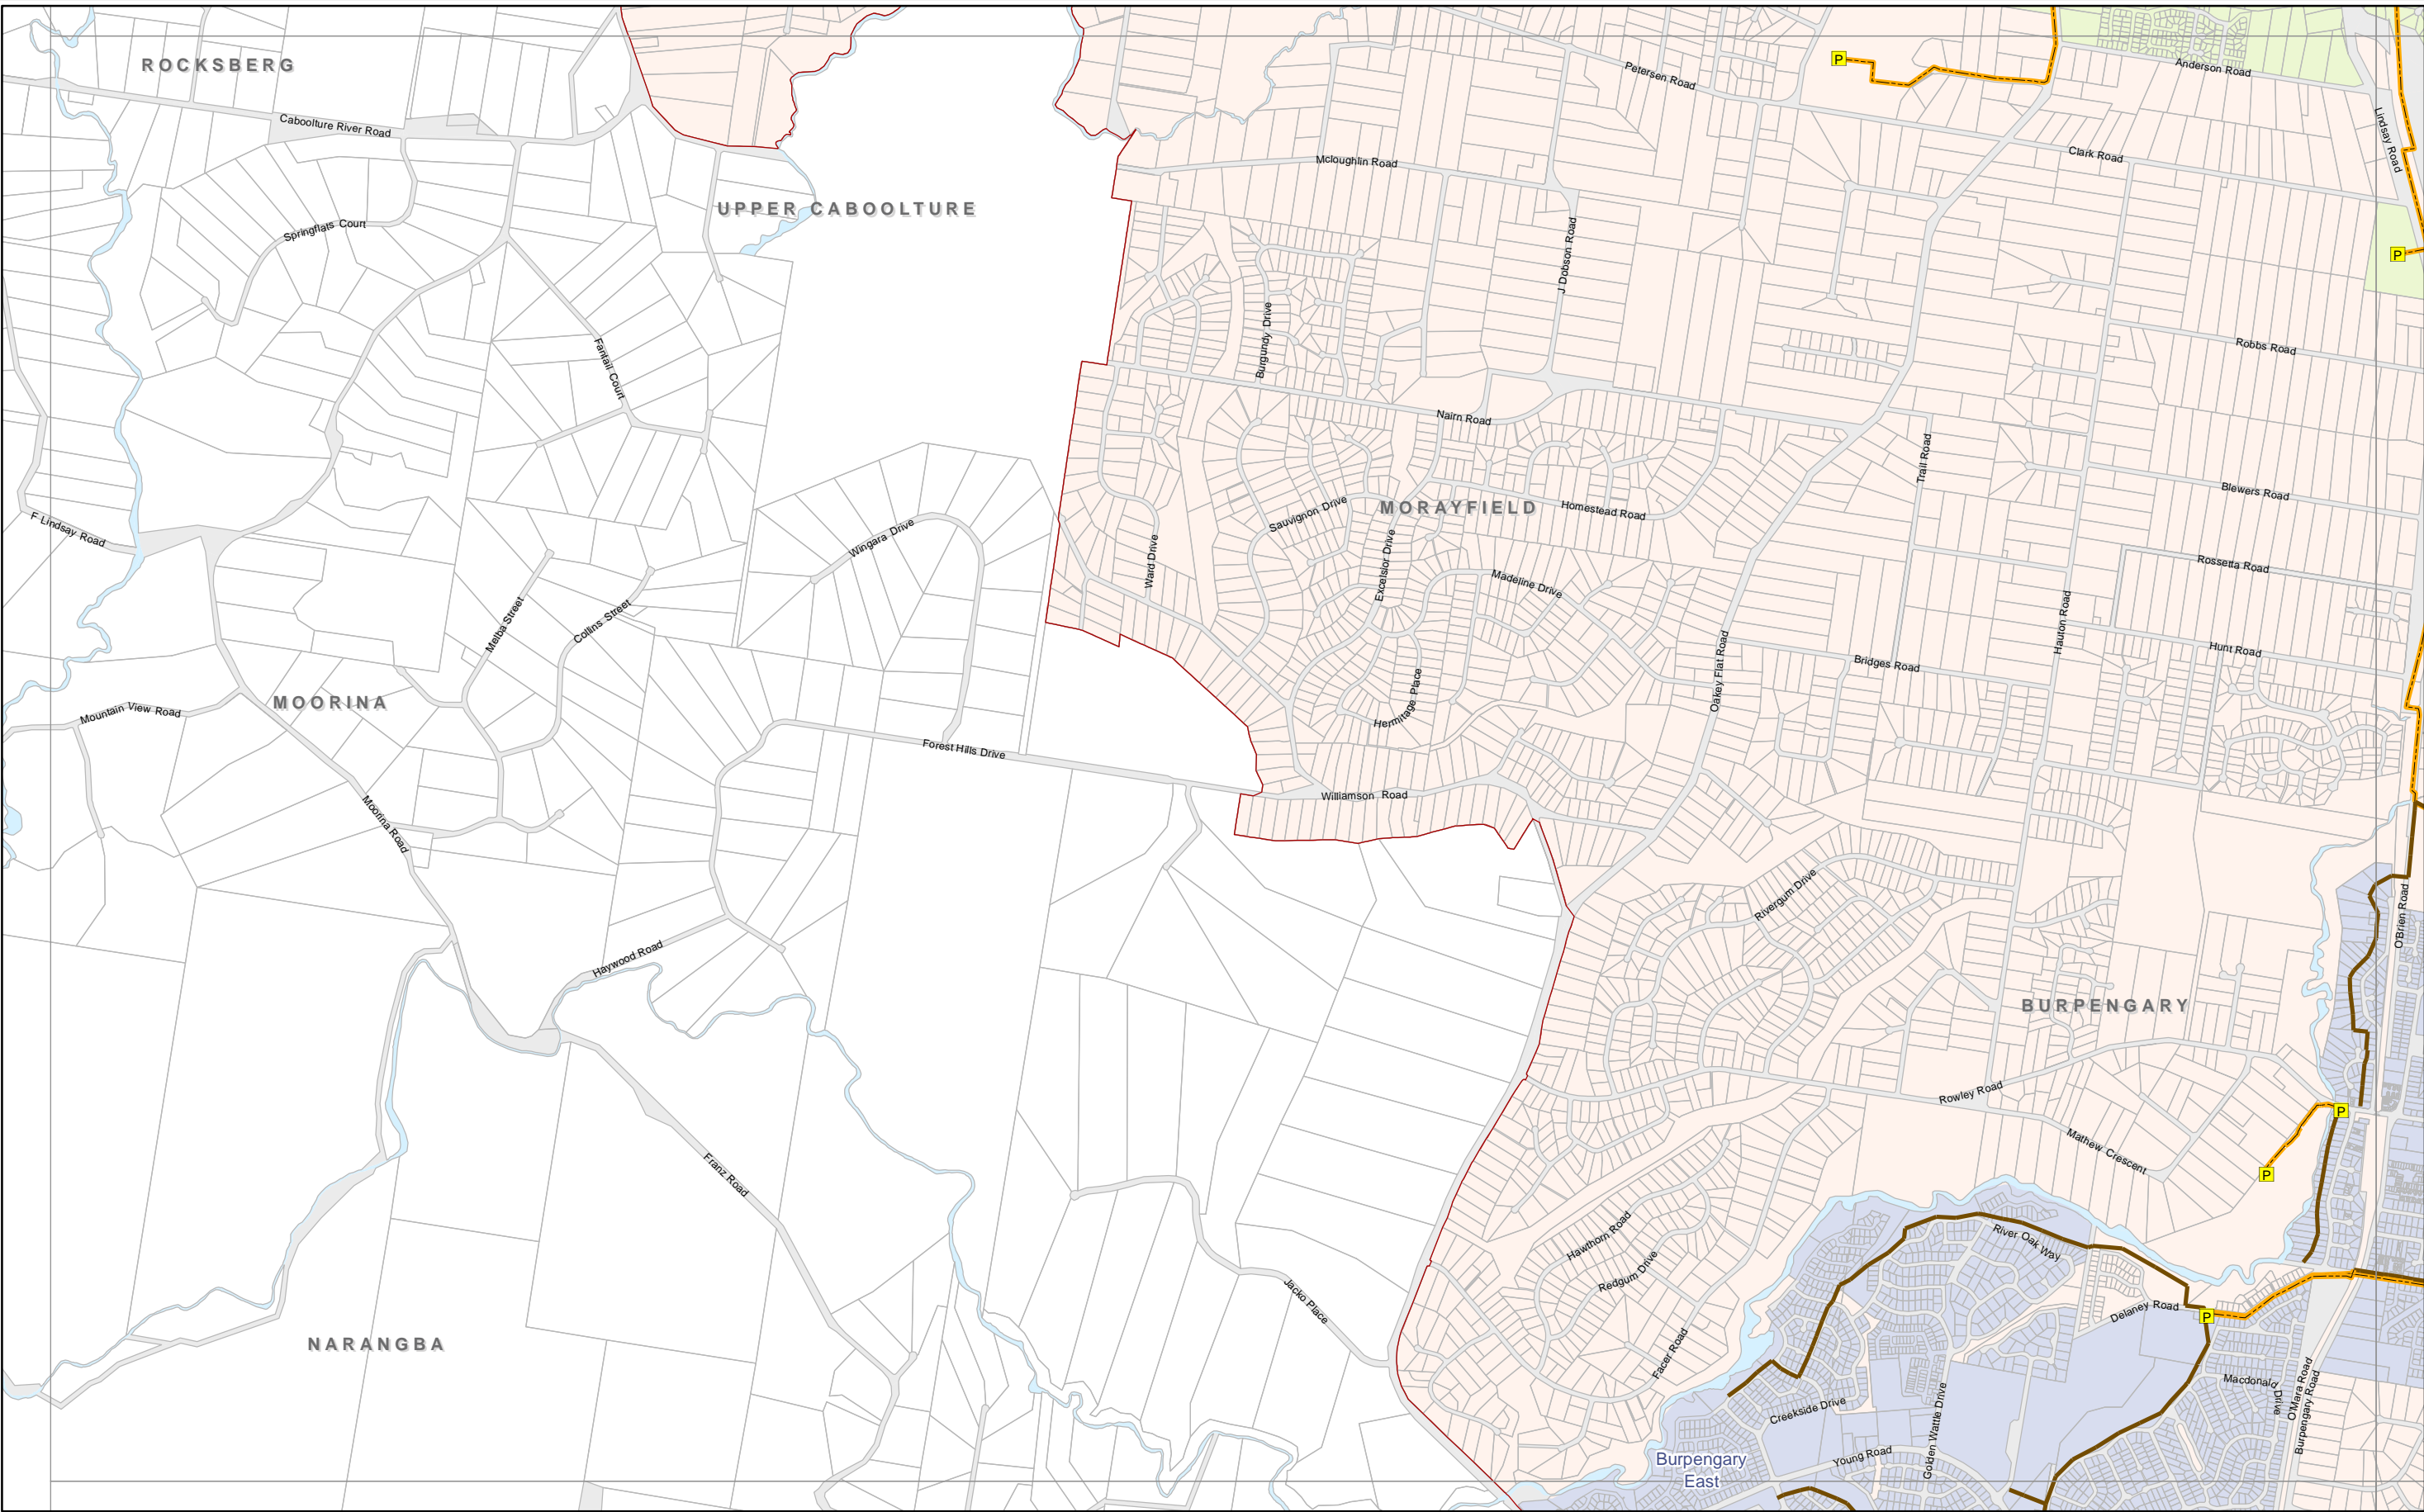 ROCKSBERG
Caboolture River Road
Petersen Road
P
Anderson Road
Lindsay Road
Mcloughlin Road
Clark Road
UPPER CABOOLTURE
Springflats Court
J Dobson Road
P
Fantail Court
Burgundy Drive
Robbs Road
Nairn Road
Trail Road
Blewers Road
MORAYFIELD
Sauvignon Drive
Homestead Road
F Lindsay Road
Wingara Drive
Ward Drive
Excelsior Drive
Madeline Drive
Rossetta Road
Melba Street
Collins Street
Hauton Road
Hunt Road
Oakey Flat Road
Bridges Road
MOORINA
Mountain View Road
Hermitage Place
Forest Hills Drive
Williamson Road
Moorina Road
Rivergum Drive
O'Brien Road
Haywood Road
BURPENGARY
Rowley Road
P
Mathew Crescent
Franz Road
P
Hawthorn Road
River Oak Way
Redgum Drive
Jacko Place
Delaney Road
P
NARANGBA
Facer Road
Macdonald Drive
O'Mara Road
Burpengary Road
Creekside Drive
Golden Wattle Drive
Young Road
Burpengary
East